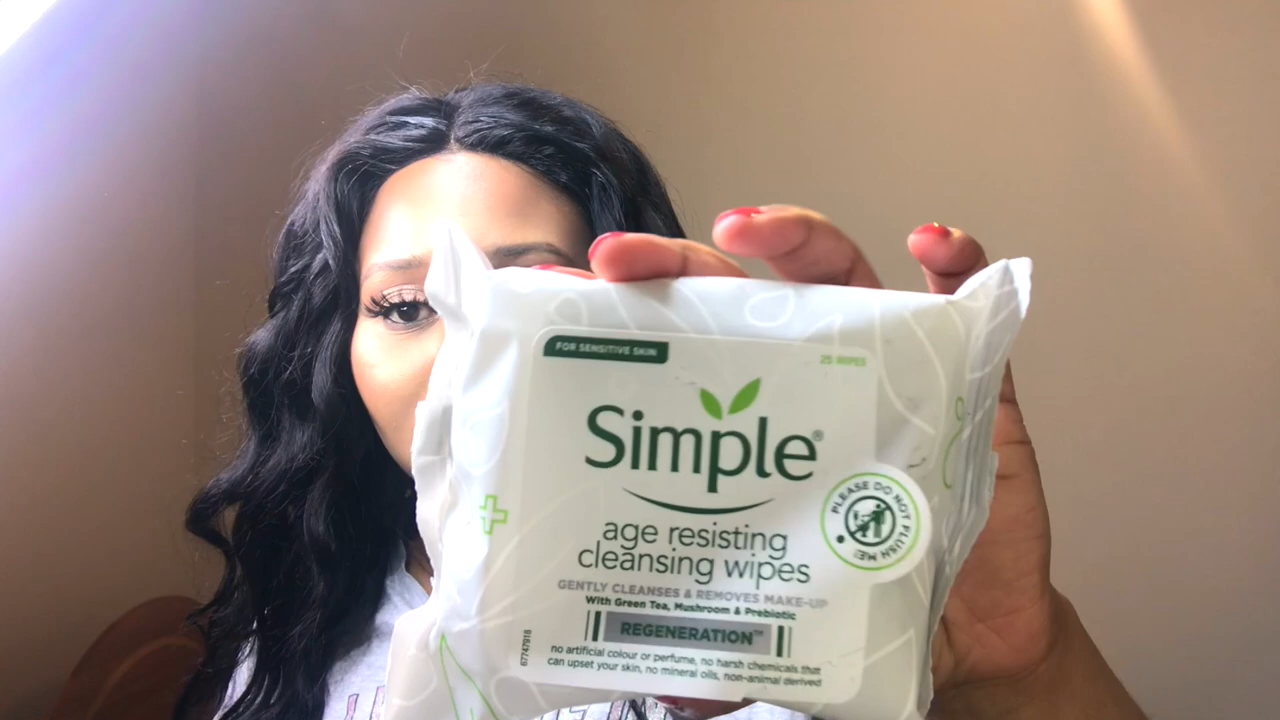 FOR SENSITIVE SKIN
25 WIPES
Simple®
PLEASE DO NOT FLUSH ME!
age resisting
cleansing wipes
GENTLY CLEANSES & REMOVES MAKE-UP
With Green Tea, Mushroom & Prebiotic
REGENERATION™
67747918
no artificial colour or perfume, no harsh chemicals that
can upset your skin, no mineral oils, non-animal derived